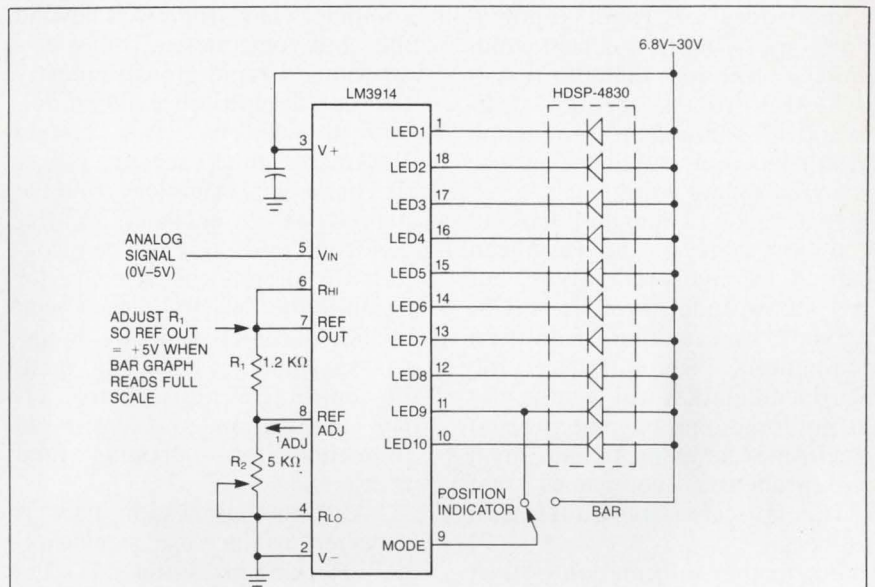 6.8V–30V
LM3914
HDSP-4830
3
V+
LED1
1
LED2
18
LED3
17
LED4
16
LED5
15
LED6
14
LED7
13
LED8
12
LED9
11
LED10
10
ANALOG
SIGNAL
(0V–5V)
5
VIN
6
RHI
ADJUST R1
SO REF OUT
= +5V WHEN
BAR GRAPH
READS FULL
SCALE
7
REF
OUT
R1
1.2 KΩ
8
REF
ADJ
1ADJ
R2
5 KΩ
4
RLO
2
V–
POSITION
INDICATOR
BAR
MODE
9